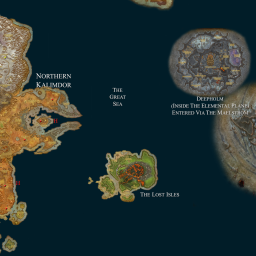 NORTHERN
KALIMDOR
THE
GREAT
SEA
DEEPHOLM
(INSIDE THE ELEMENTAL PLANE,
ENTERED VIA THE MAELSTROM)
THE LOST ISLES